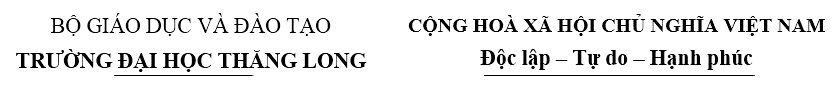 BỘ GIÁO DỤC VÀ ĐÀO TẠO
TRƯỜNG ĐẠI HỌC THĂNG LONG
CỘNG HOÀ XÃ HỘI CHỦ NGHĨA VIỆT NAM
Độc lập – Tự do – Hạnh phúc